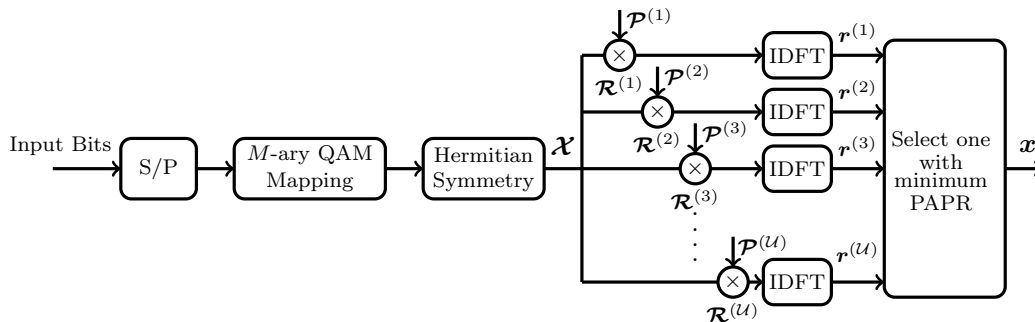 Input Bits
S/P
M-ary QAM
Mapping
Hermitian
Symmetry
𝓧
𝓟(1)
×
𝓡(1)
IDFT
r(1)
𝓟(2)
×
𝓡(2)
IDFT
r(2)
𝓟(3)
×
𝓡(3)
IDFT
r(3)
𝓟(𝒰)
×
𝓡(𝒰)
IDFT
r(𝒰)
Select one
with
minimum
PAPR
x